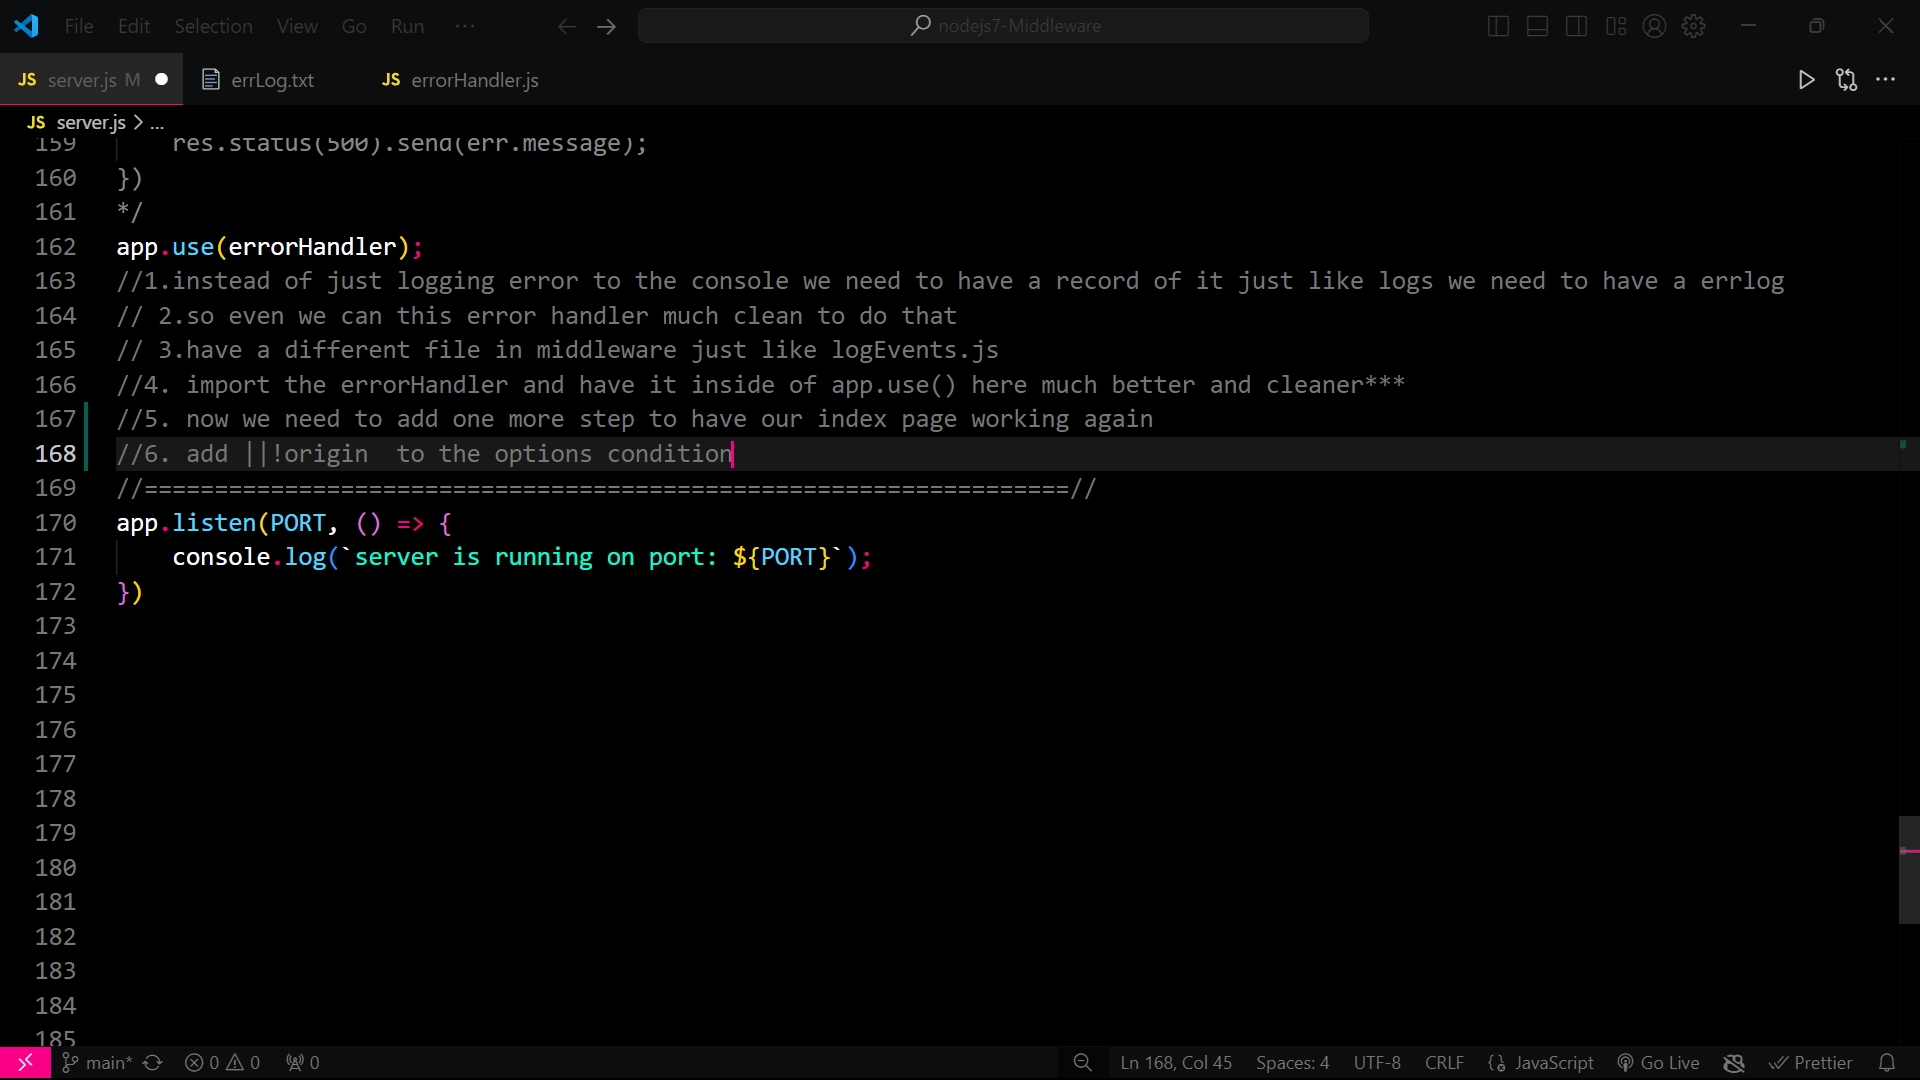 File Edit Selection View Go Run ··· nodejs7-Middleware
JS server.js M errLog.txt JS errorHandler.js
JS server.js > ...
159 res.status(500).send(err.message);
160 })
161 */
162 app.use(errorHandler);
163 //1.instead of just logging error to the console we need to have a record of it just like logs we need to have a errlog
164 // 2.so even we can this error handler much clean to do that
165 // 3.have a different file in middleware just like logEvents.js
166 //4. import the errorHandler and have it inside of app.use() here much better and cleaner***
167 //5. now we need to add one more step to have our index page working again
168 //6. add ||!origin  to the options condition
169 //==================================================================//
170 app.listen(PORT, () => {
171 console.log(`server is running on port: ${PORT}`);
172 })
173
174
175
176
177
178
179
180
181
182
183
184
185
main* 0 0 0 Ln 168, Col 45 Spaces: 4 UTF-8 CRLF JavaScript Go Live Prettier